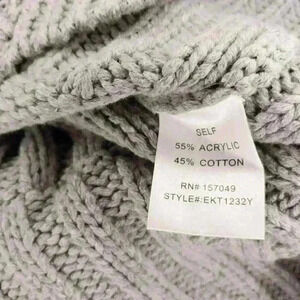 SELF
55% ACRYLIC
45% COTTON
RN# 157049
STYLE#:EKT1232Y